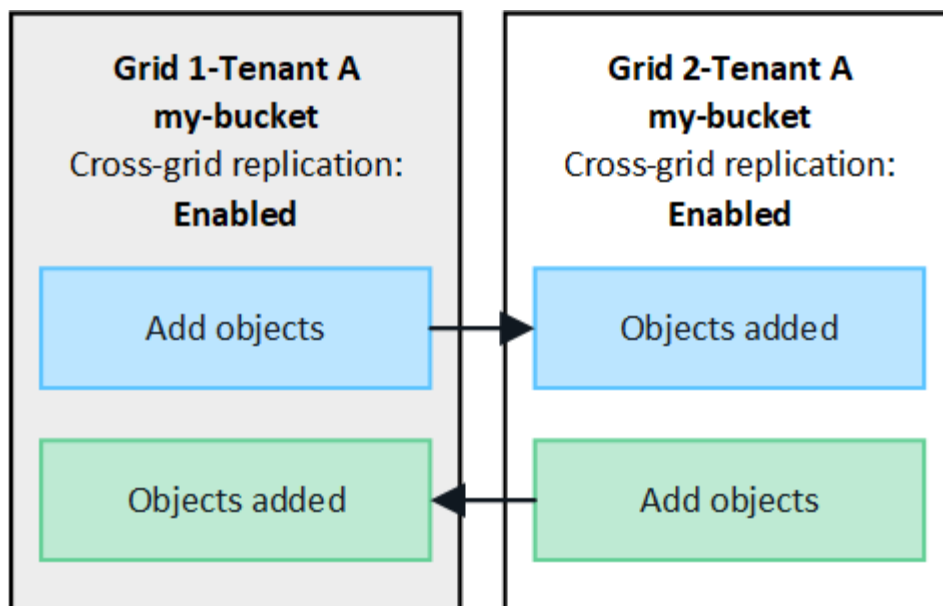 Grid 1-Tenant A
my-bucket
Cross-grid replication:
Enabled
Add objects
Objects added
Grid 2-Tenant A
my-bucket
Cross-grid replication:
Enabled
Objects added
Add objects